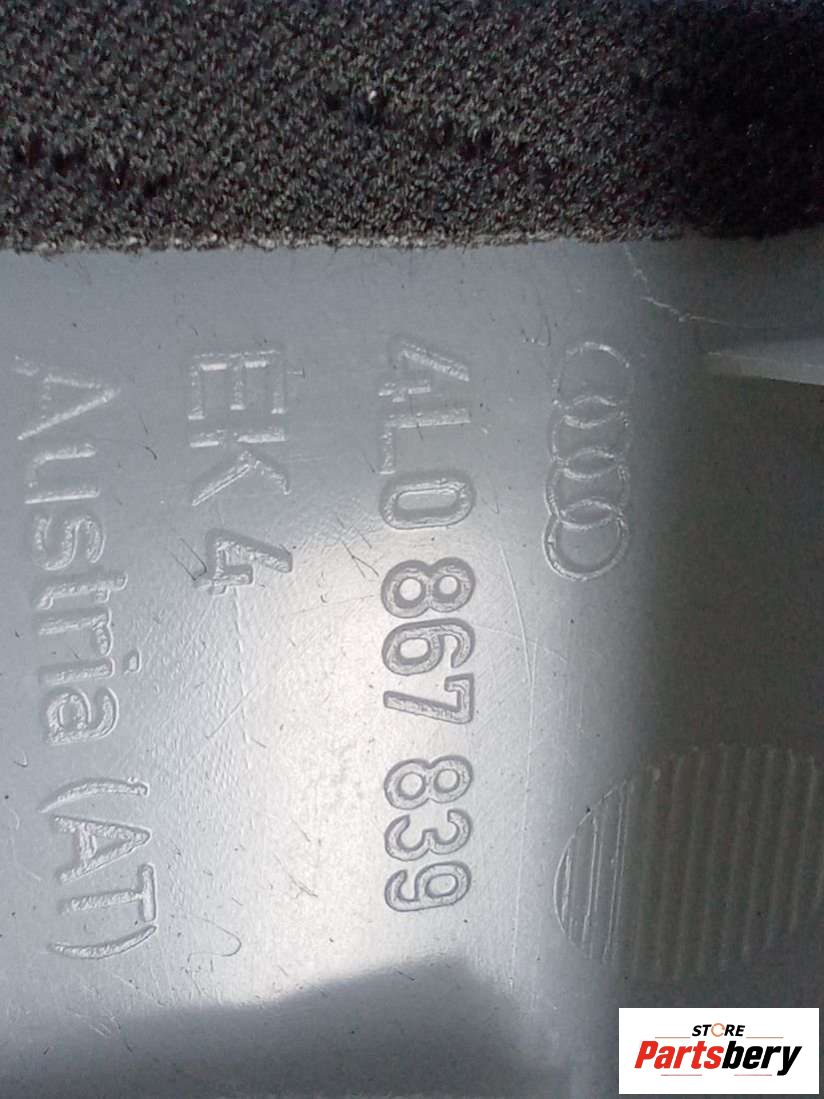 4L0 867 839
EK 4
Austria (AT)
STORE
Partsbery